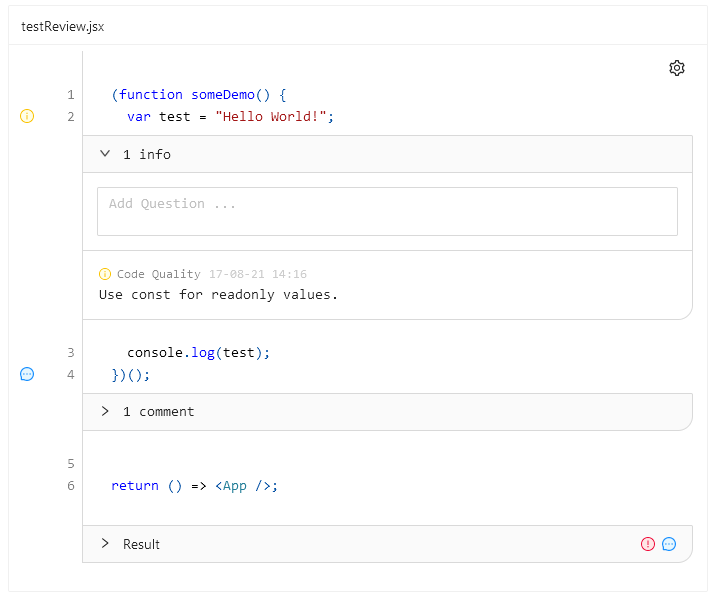 testReview.jsx
1 (function someDemo() {
2 var test = "Hello World!";
1 info
Add Question ...
Code Quality 17-08-21 14:16
Use const for readonly values.
3 console.log(test);
4 })();
1 comment
5
6 return () => <App />;
Result